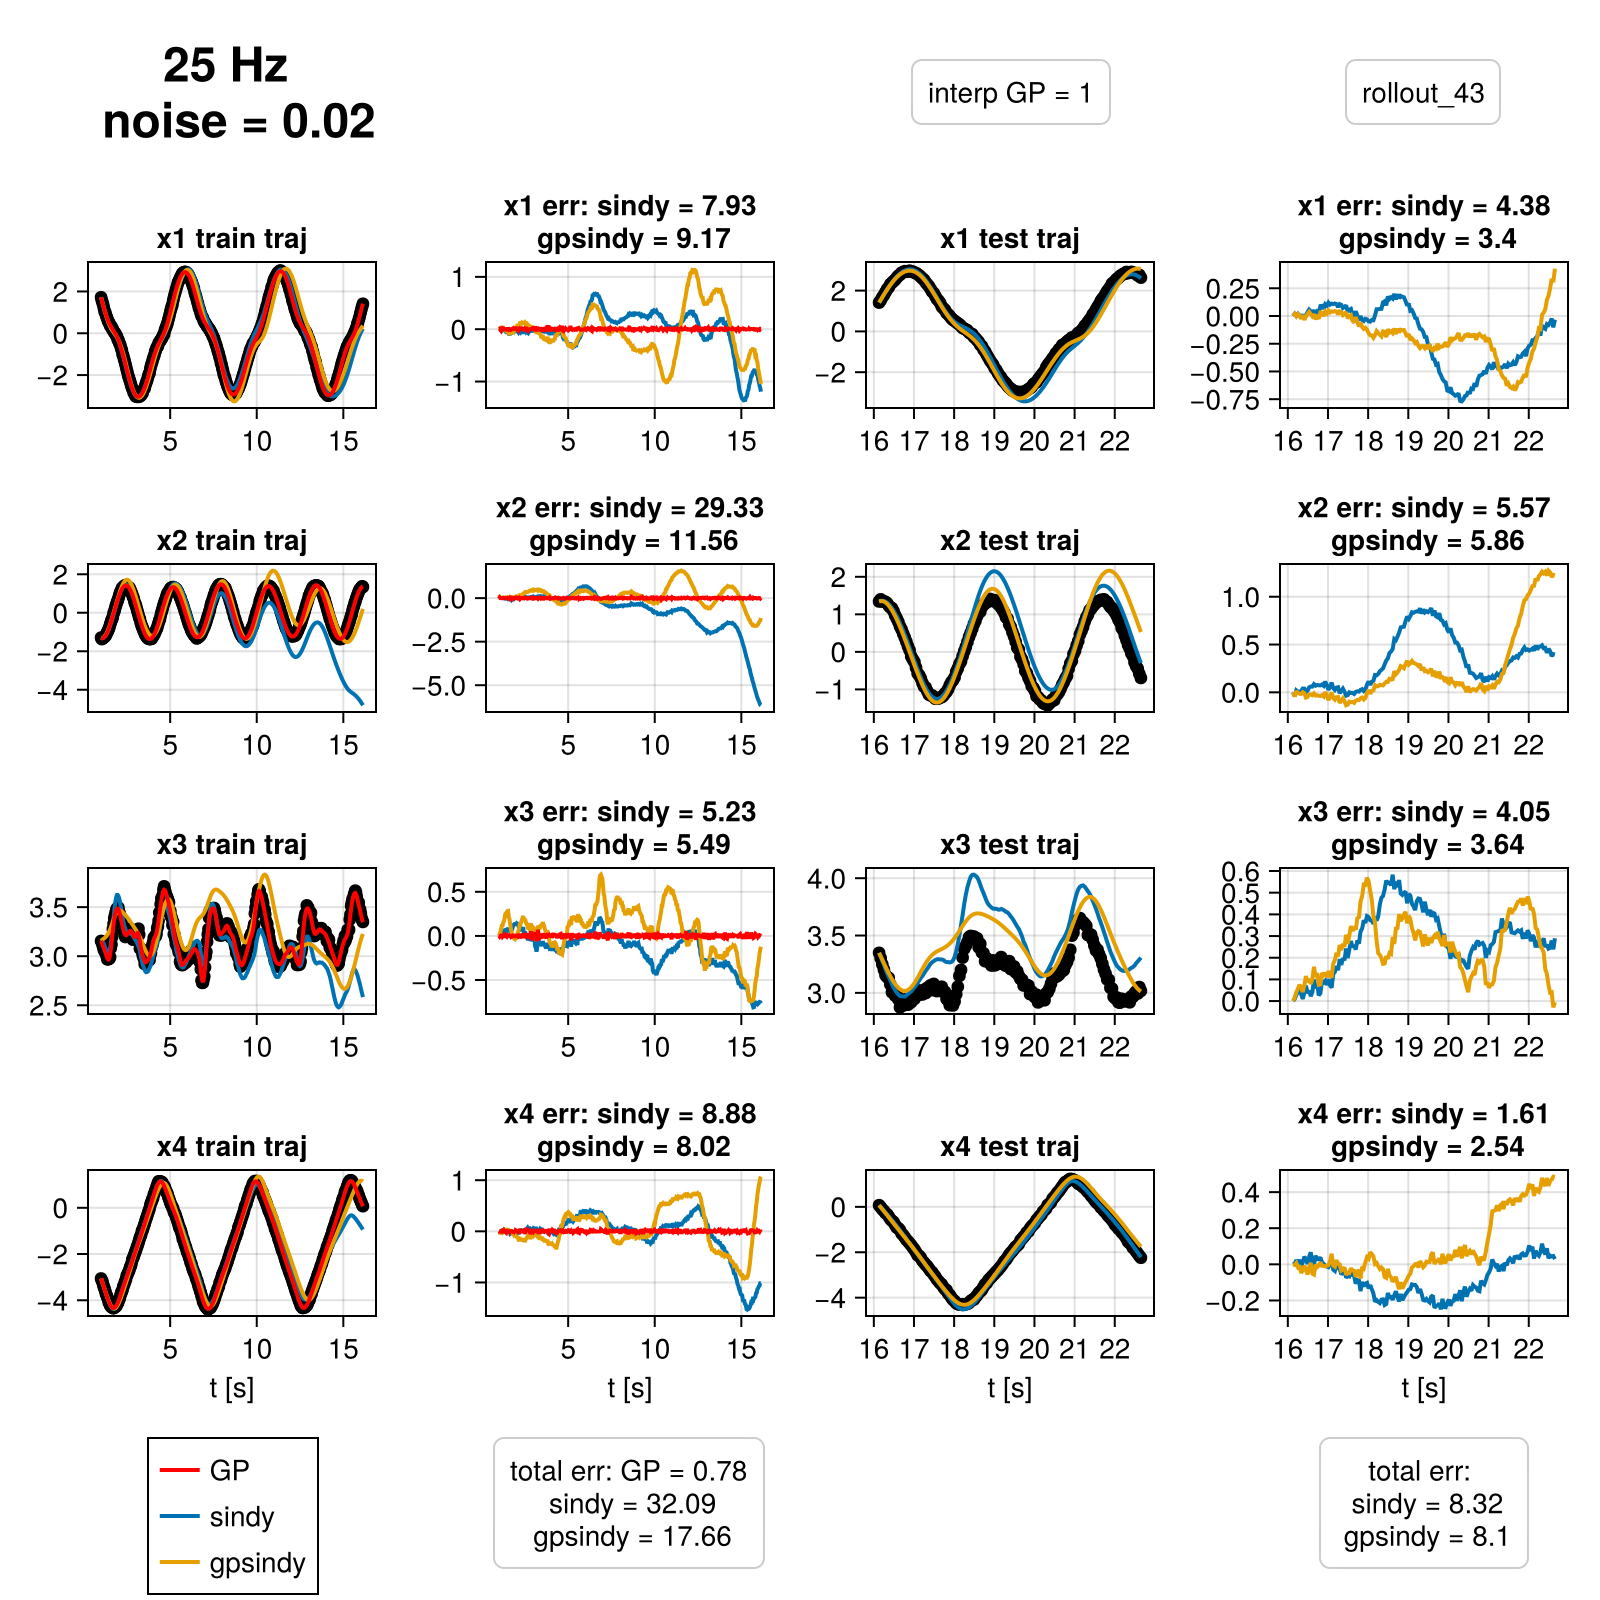 25 Hz
noise = 0.02
interp GP = 1
rollout_43
x1 train traj
2
0
−2
5 10 15
x1 err: sindy = 7.93
gpsindy = 9.17
1
0
−1
5 10 15
x1 test traj
2
0
−2
16 17 18 19 20 21 22
x1 err: sindy = 4.38
gpsindy = 3.4
0.25
0.00
−0.25
−0.50
−0.75
16 17 18 19 20 21 22
x2 train traj
2
0
−2
−4
5 10 15
x2 err: sindy = 29.33
gpsindy = 11.56
0.0
−2.5
−5.0
5 10 15
x2 test traj
2
1
0
−1
16 17 18 19 20 21 22
x2 err: sindy = 5.57
gpsindy = 5.86
1.0
0.5
0.0
16 17 18 19 20 21 22
x3 train traj
3.5
3.0
2.5
5 10 15
x3 err: sindy = 5.23
gpsindy = 5.49
0.5
0.0
−0.5
5 10 15
x3 test traj
4.0
3.5
3.0
16 17 18 19 20 21 22
x3 err: sindy = 4.05
gpsindy = 3.64
0.6
0.5
0.4
0.3
0.2
0.1
0.0
16 17 18 19 20 21 22
x4 train traj
0
−2
−4
5 10 15
t [s]
x4 err: sindy = 8.88
gpsindy = 8.02
1
0
−1
5 10 15
t [s]
x4 test traj
0
−2
−4
16 17 18 19 20 21 22
t [s]
x4 err: sindy = 1.61
gpsindy = 2.54
0.4
0.2
0.0
−0.2
16 17 18 19 20 21 22
t [s]
GP
sindy
gpsindy
total err: GP = 0.78
sindy = 32.09
gpsindy = 17.66
total err:
sindy = 8.32
gpsindy = 8.1